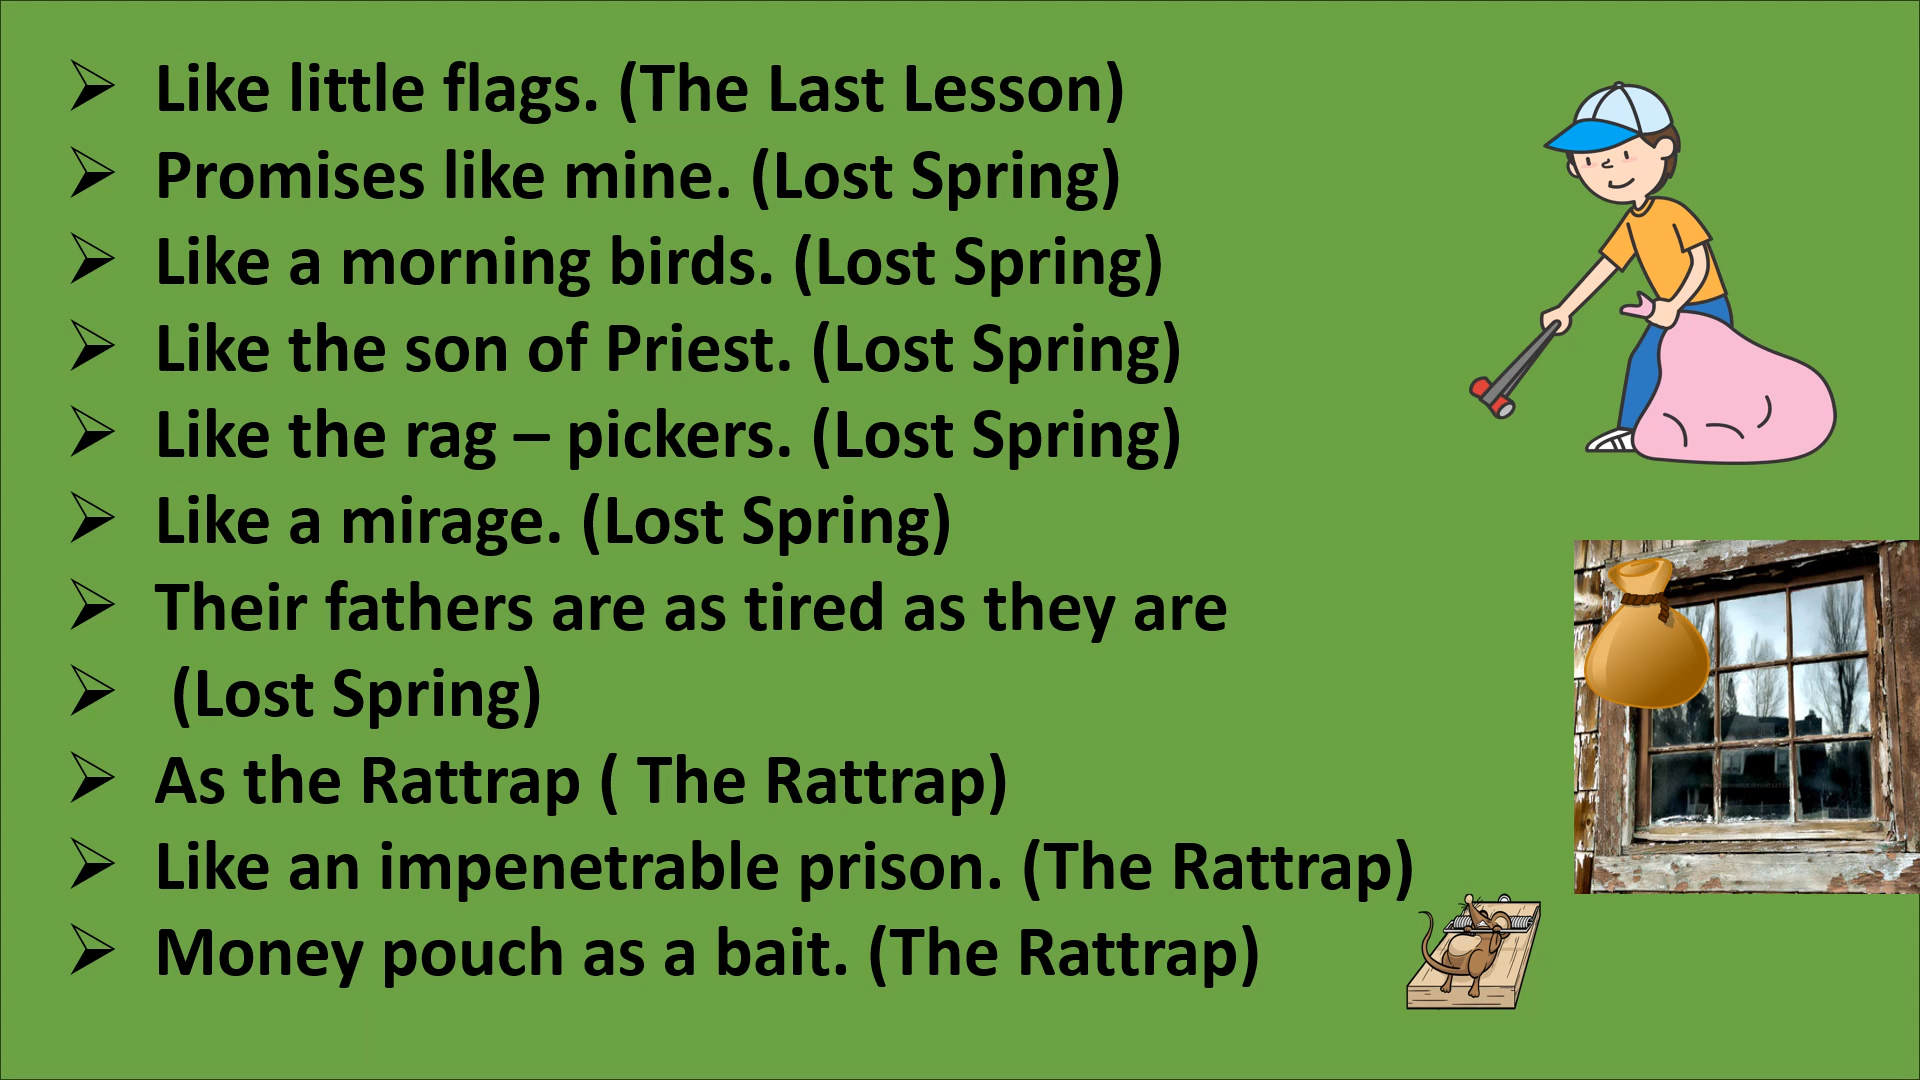 ➢ Like little flags. (The Last Lesson)
➢ Promises like mine. (Lost Spring)
➢ Like a morning birds. (Lost Spring)
➢ Like the son of Priest. (Lost Spring)
➢ Like the rag – pickers. (Lost Spring)
➢ Like a mirage. (Lost Spring)
➢ Their fathers are as tired as they are
➢ (Lost Spring)
➢ As the Rattrap ( The Rattrap)
➢ Like an impenetrable prison. (The Rattrap)
➢ Money pouch as a bait. (The Rattrap)